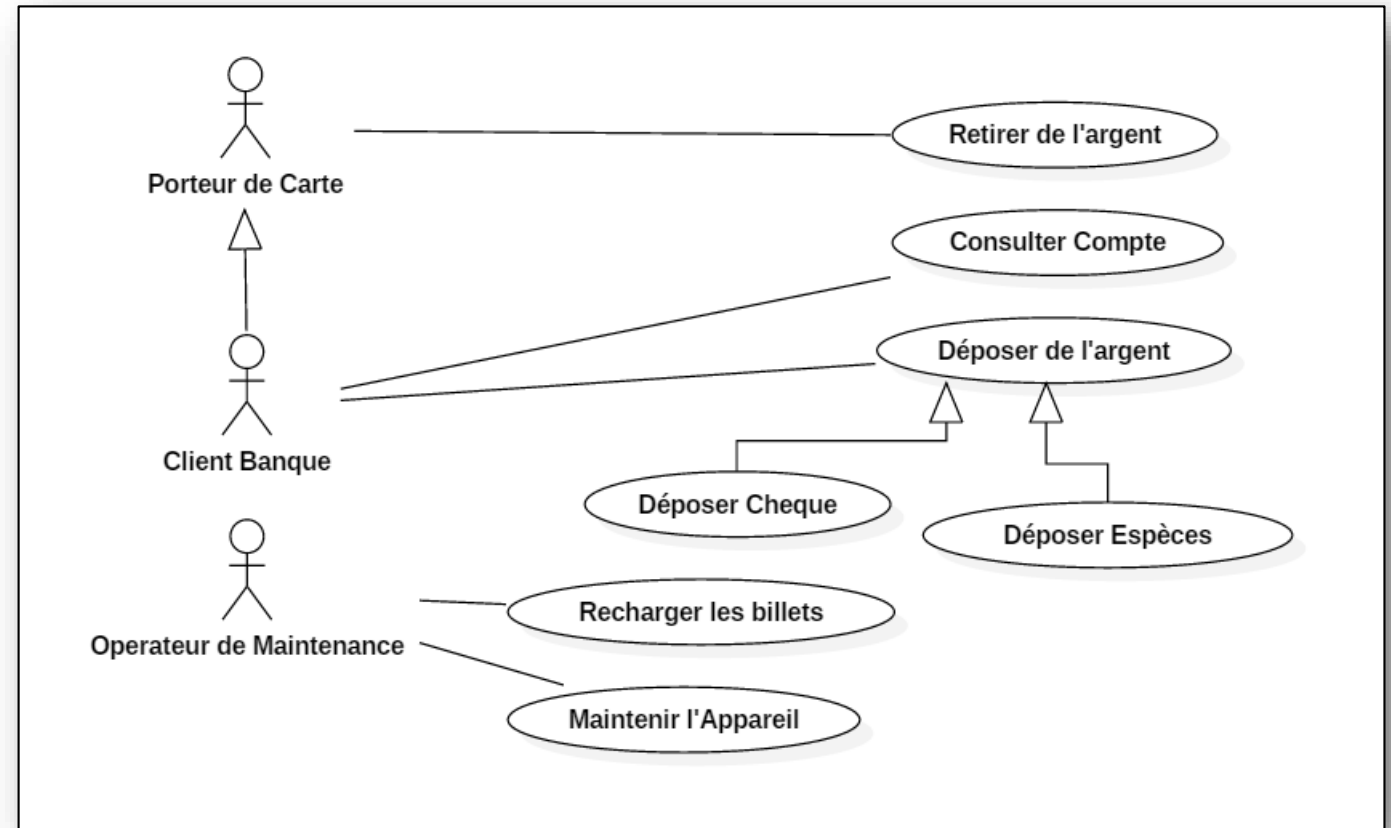 Retirer de l'argent
Porteur de Carte
Consulter Compte
Déposer de l'argent
Client Banque
Déposer Cheque
Déposer Espèces
Recharger les billets
Operateur de Maintenance
Maintenir l'Appareil